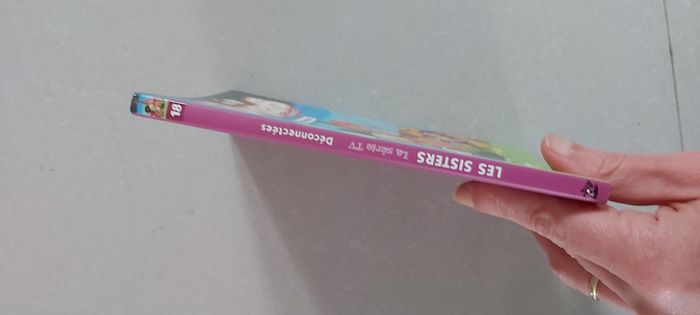 LES SISTERS La série TV Déconnectées 18